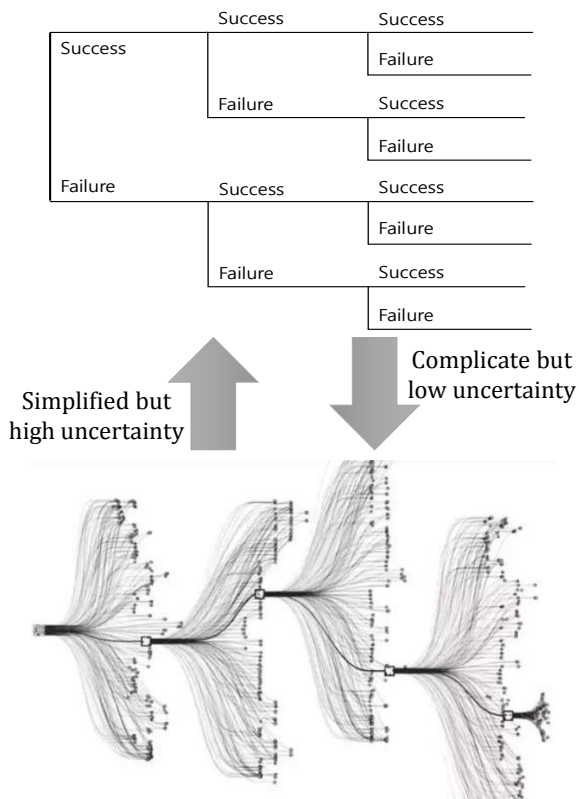 Success Success
Success
Failure
Failure Success
Failure
Failure Success Success
Failure
Failure Success
Failure
Complicate but
low uncertainty
Simplified but
high uncertainty